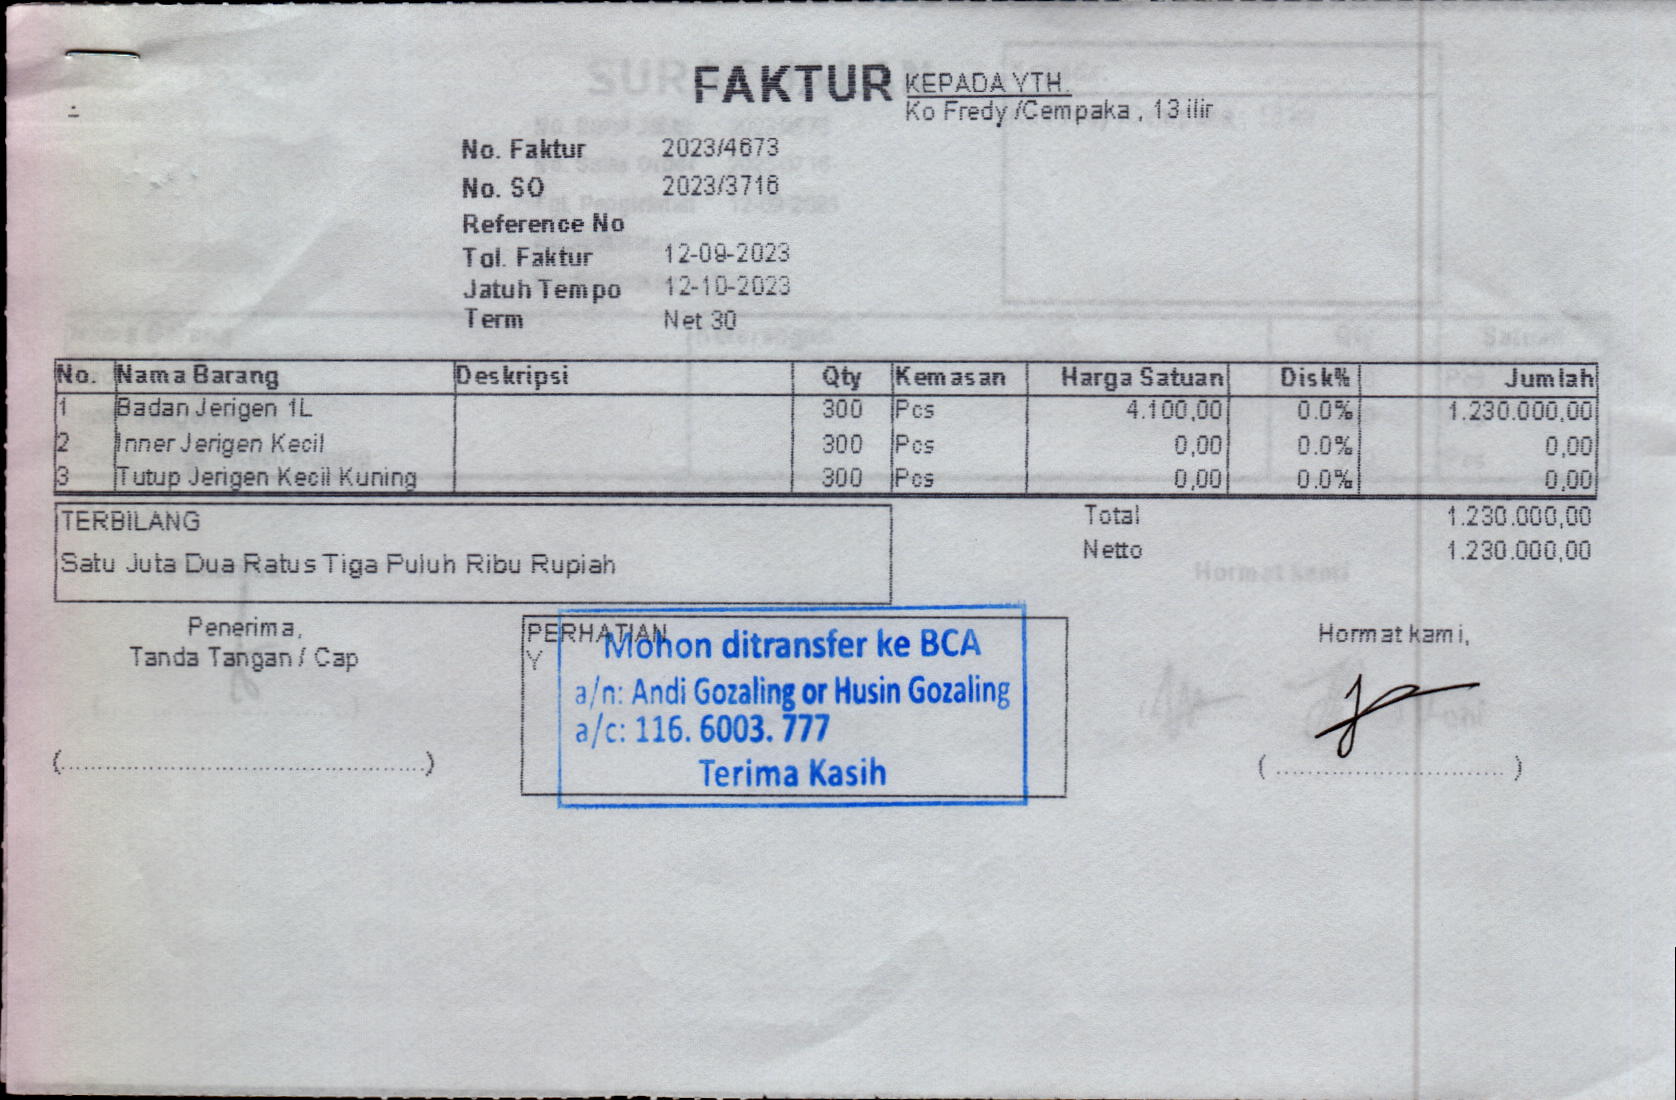 FAKTUR
KEPADA YTH.
Ko Fredy /Cempaka , 13 ilir
No. Faktur 2023/4673
No. SO 2023/3716
Reference No
Tgl. Faktur 12-09-2023
Jatuh Tempo 12-10-2023
Term Net 30
No. Nama Barang Deskripsi Qty Kemasan Harga Satuan Disk% Jumlah
1 Badan Jerigen 1L 300 Pcs 4.100,00 0.0% 1.230.000,00
2 Inner Jerigen Kecil 300 Pcs 0,00 0.0% 0,00
3 Tutup Jerigen Kecil Kuning 300 Pcs 0,00 0.0% 0,00
TERBILANG
Satu Juta Dua Ratus Tiga Puluh Ribu Rupiah
Total 1.230.000,00
Netto 1.230.000,00
Penerima,
Tanda Tangan / Cap
(........................................................)
PERHATIAN
Y
Mohon ditransfer ke BCA
a/n: Andi Gozaling or Husin Gozaling
a/c: 116. 6003. 777
Terima Kasih
Hormat kami,
(....................................)